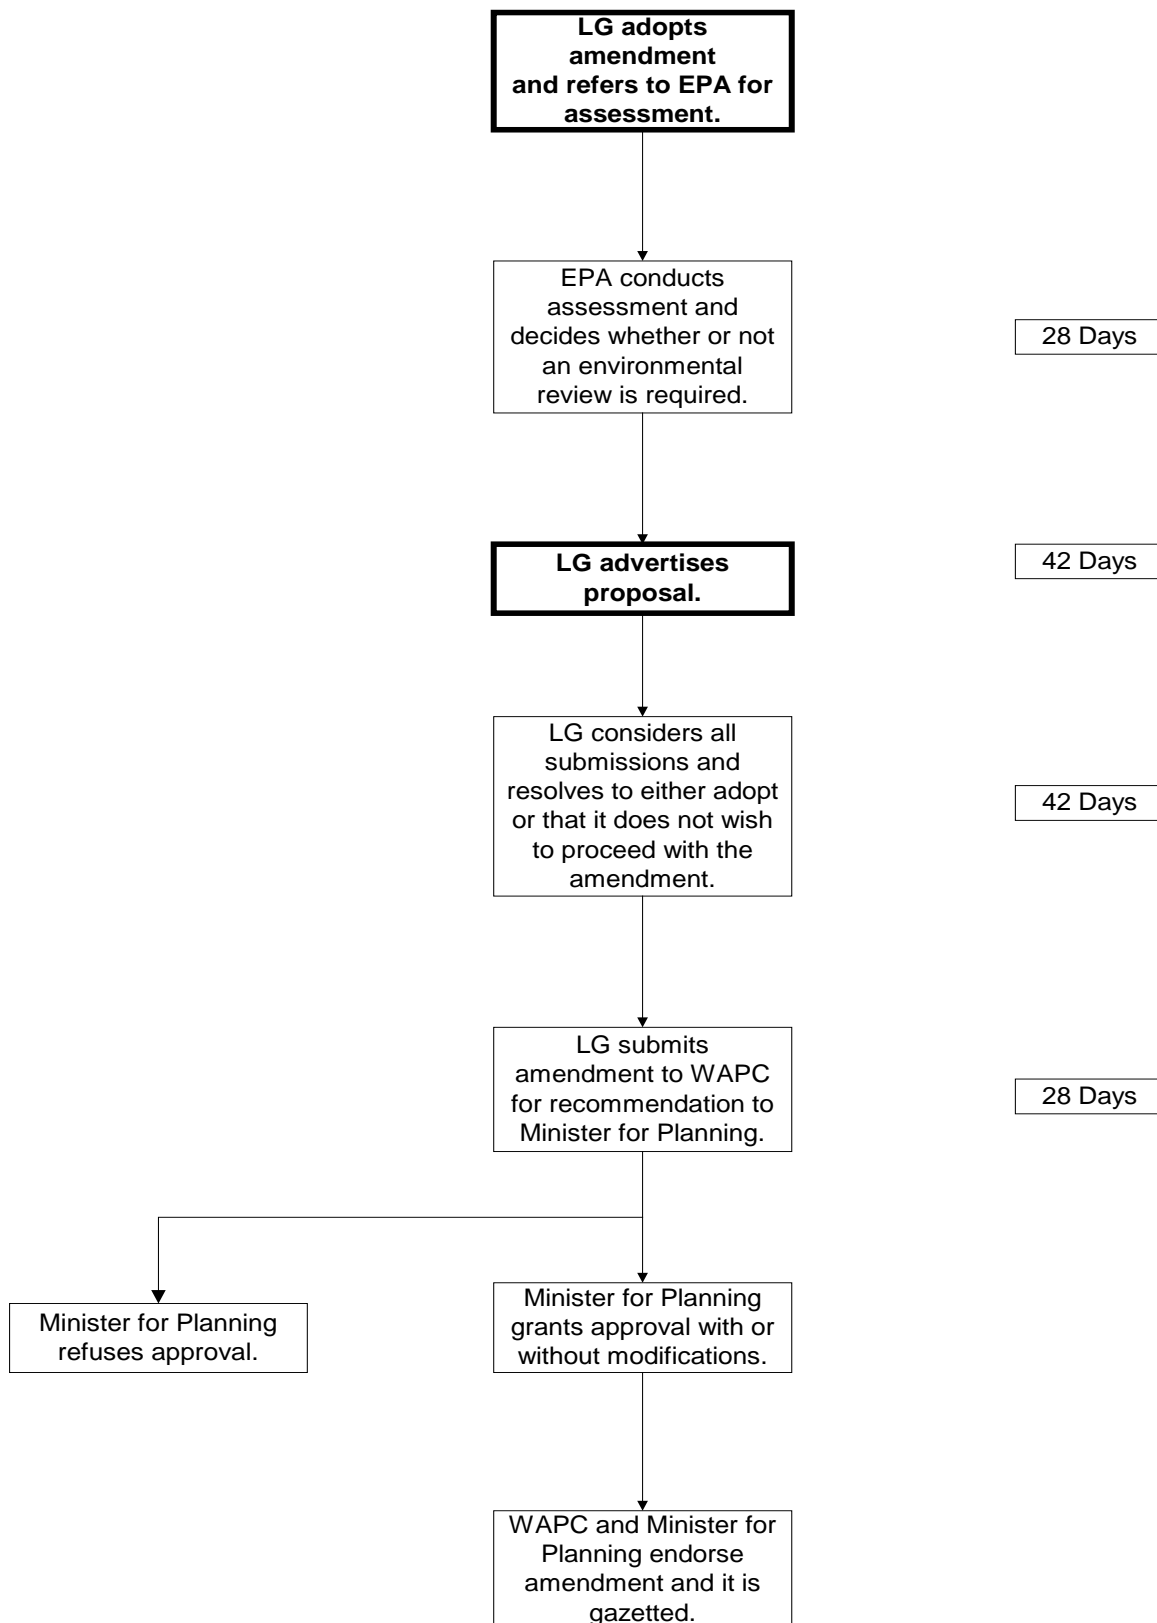 LG adopts
amendment
and refers to EPA for
assessment.
EPA conducts
assessment and
decides whether or not
an environmental
review is required.
28 Days
LG advertises
proposal.
42 Days
LG considers all
submissions and
resolves to either adopt
or that it does not wish
to proceed with the
amendment.
42 Days
LG submits
amendment to WAPC
for recommendation to
Minister for Planning.
28 Days
Minister for Planning
refuses approval.
Minister for Planning
grants approval with or
without modifications.
WAPC and Minister for
Planning endorse
amendment and it is
gazetted.